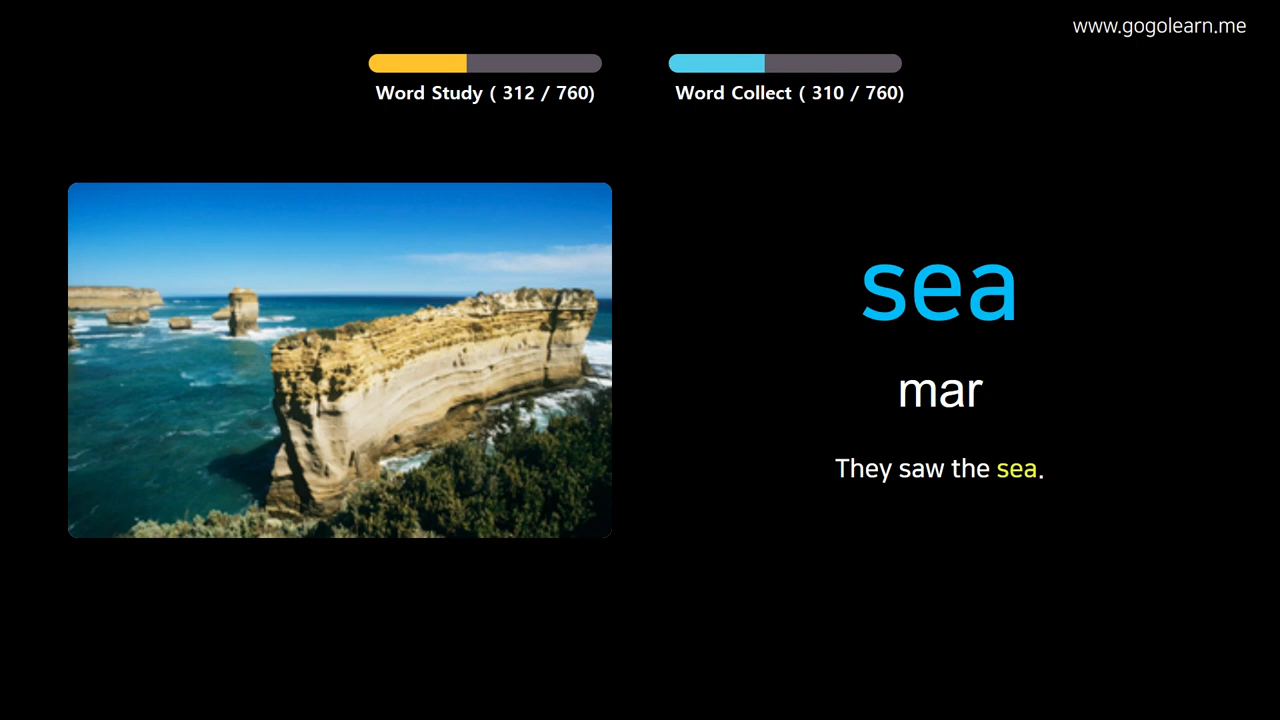 www.gogolearn.me
Word Study ( 312 / 760)
Word Collect ( 310 / 760)
sea
mar
They saw the sea.